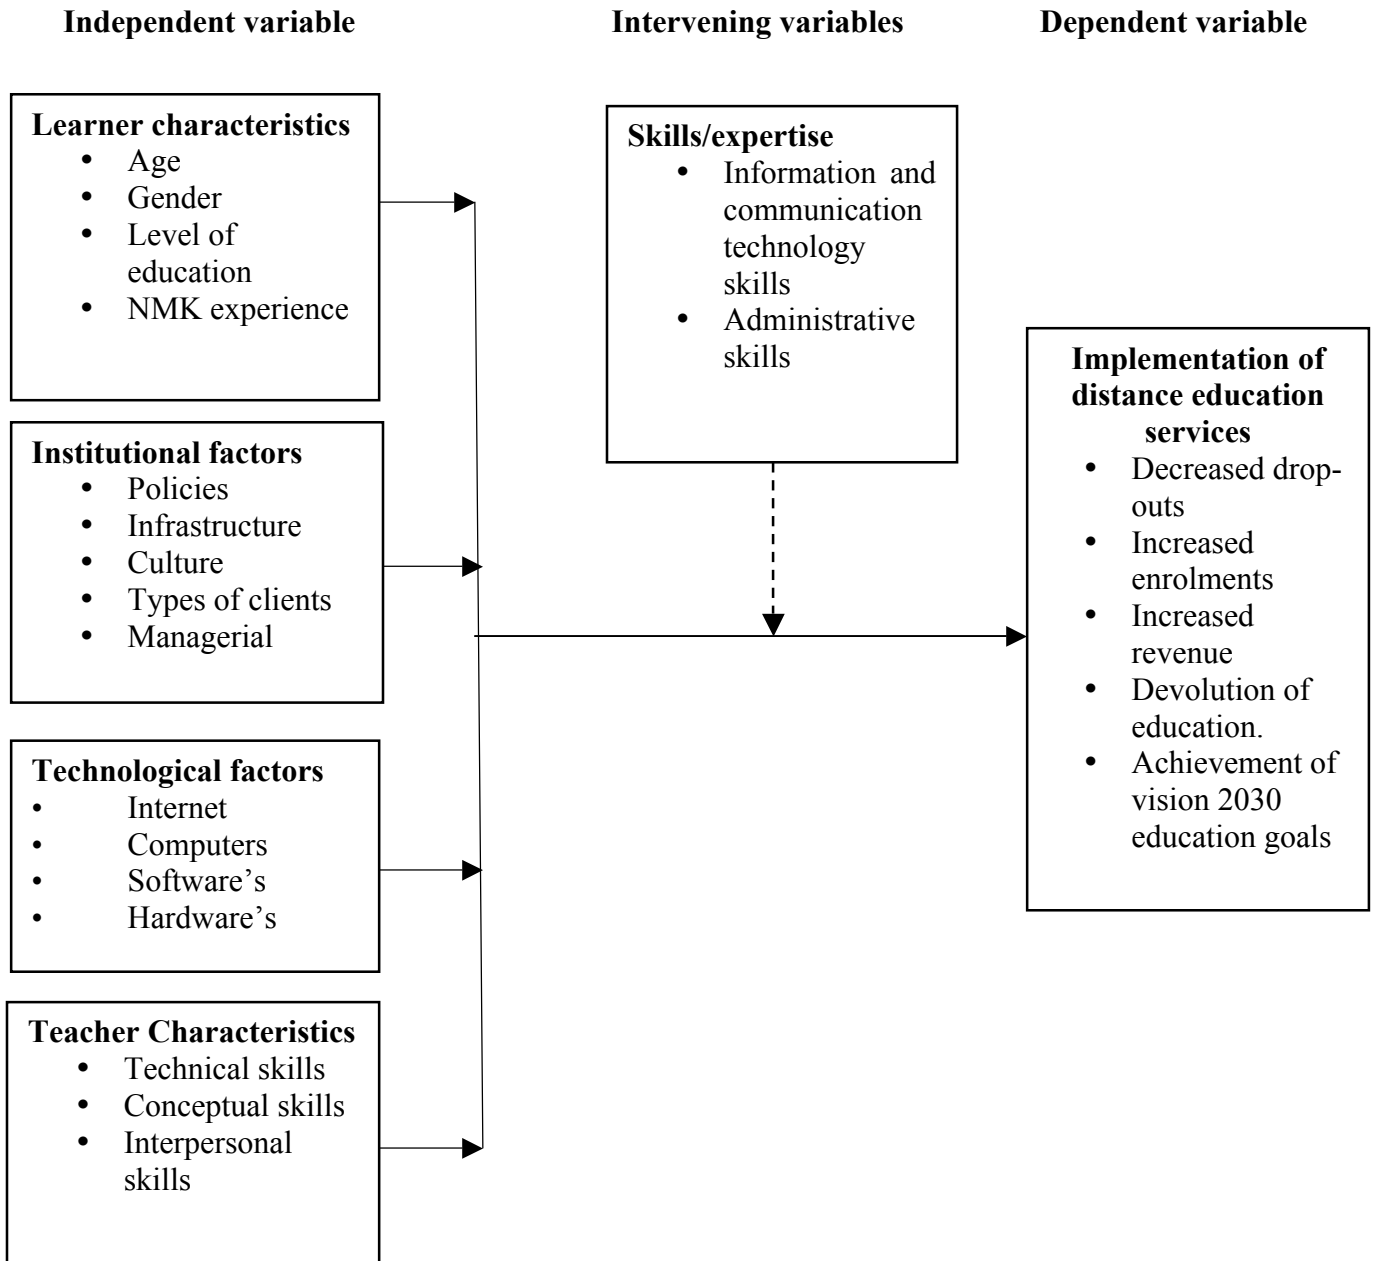 Independent variable
Intervening variables
Dependent variable
Learner characteristics
• Age
• Gender
• Level of
education
• NMK experience
Institutional factors
• Policies
• Infrastructure
• Culture
• Types of clients
• Managerial
Technological factors
• Internet
• Computers
• Software’s
• Hardware’s
Teacher Characteristics
• Technical skills
• Conceptual skills
• Interpersonal
skills
Skills/expertise
• Information and
communication
technology
skills
• Administrative
skills
Implementation of
distance education
services
• Decreased drop-
outs
• Increased
enrolments
• Increased
revenue
• Devolution of
education.
• Achievement of
vision 2030
education goals